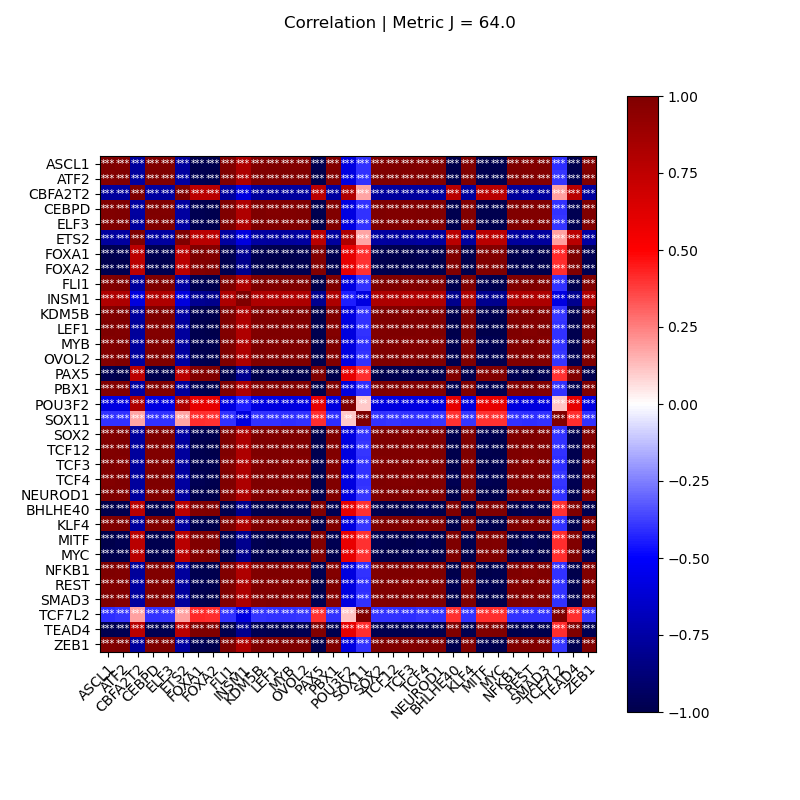 Correlation | Metric J = 64.0
ASCL1
ATF2
CBFA2T2
CEBPD
ELF3
ETS2
FOXA1
FOXA2
FLI1
INSM1
KDM5B
LEF1
MYB
OVOL2
PAX5
PBX1
POU3F2
SOX11
SOX2
TCF12
TCF3
TCF4
NEUROD1
BHLHE40
KLF4
MITF
MYC
NFKB1
REST
SMAD3
TCF7L2
TEAD4
ZEB1
ASCL1
ATF2
CBFA2T2
CEBPD
ELF3
ETS2
FOXA1
FOXA2
FLI1
INSM1
KDM5B
LEF1
MYB
OVOL2
PAX5
PBX1
POU3F2
SOX11
SOX2
TCF12
TCF3
TCF4
NEUROD1
BHLHE40
KLF4
MITF
MYC
NFKB1
REST
SMAD3
TCF7L2
TEAD4
ZEB1
1.00
0.75
0.50
0.25
0.00
−0.25
−0.50
−0.75
−1.00